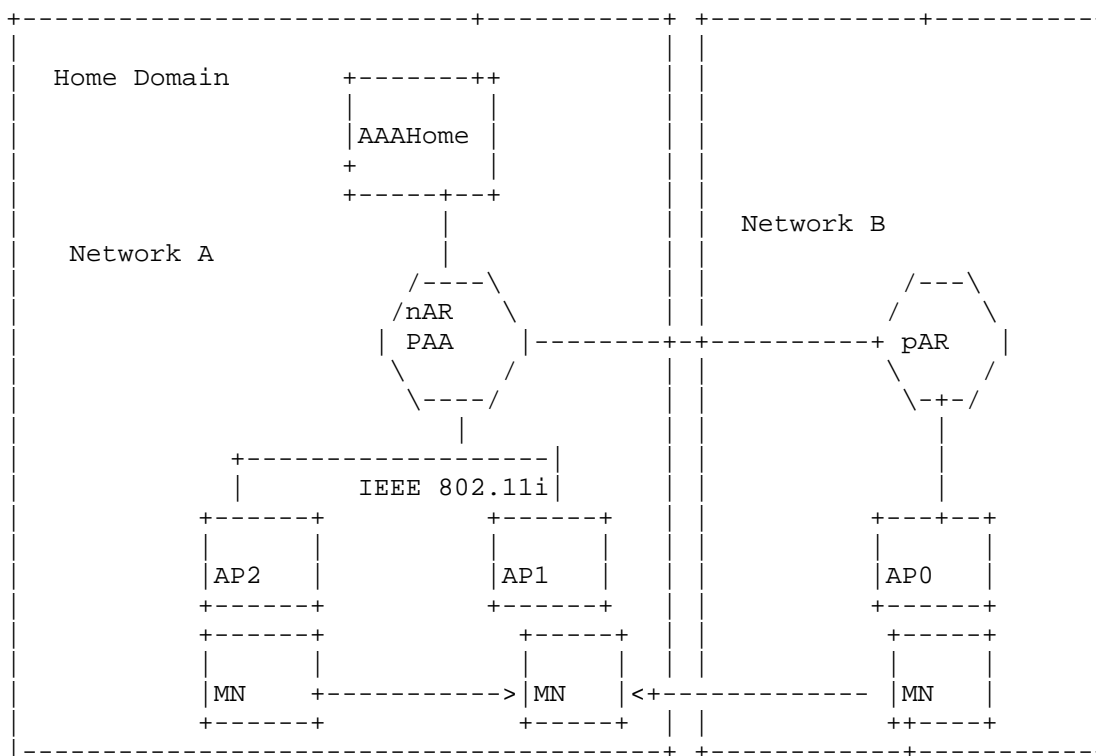 Home Domain
AAAHome
Network B
Network A
nAR
PAA pAR
IEEE 802.11i
AP2 AP1 AP0
MN MN MN